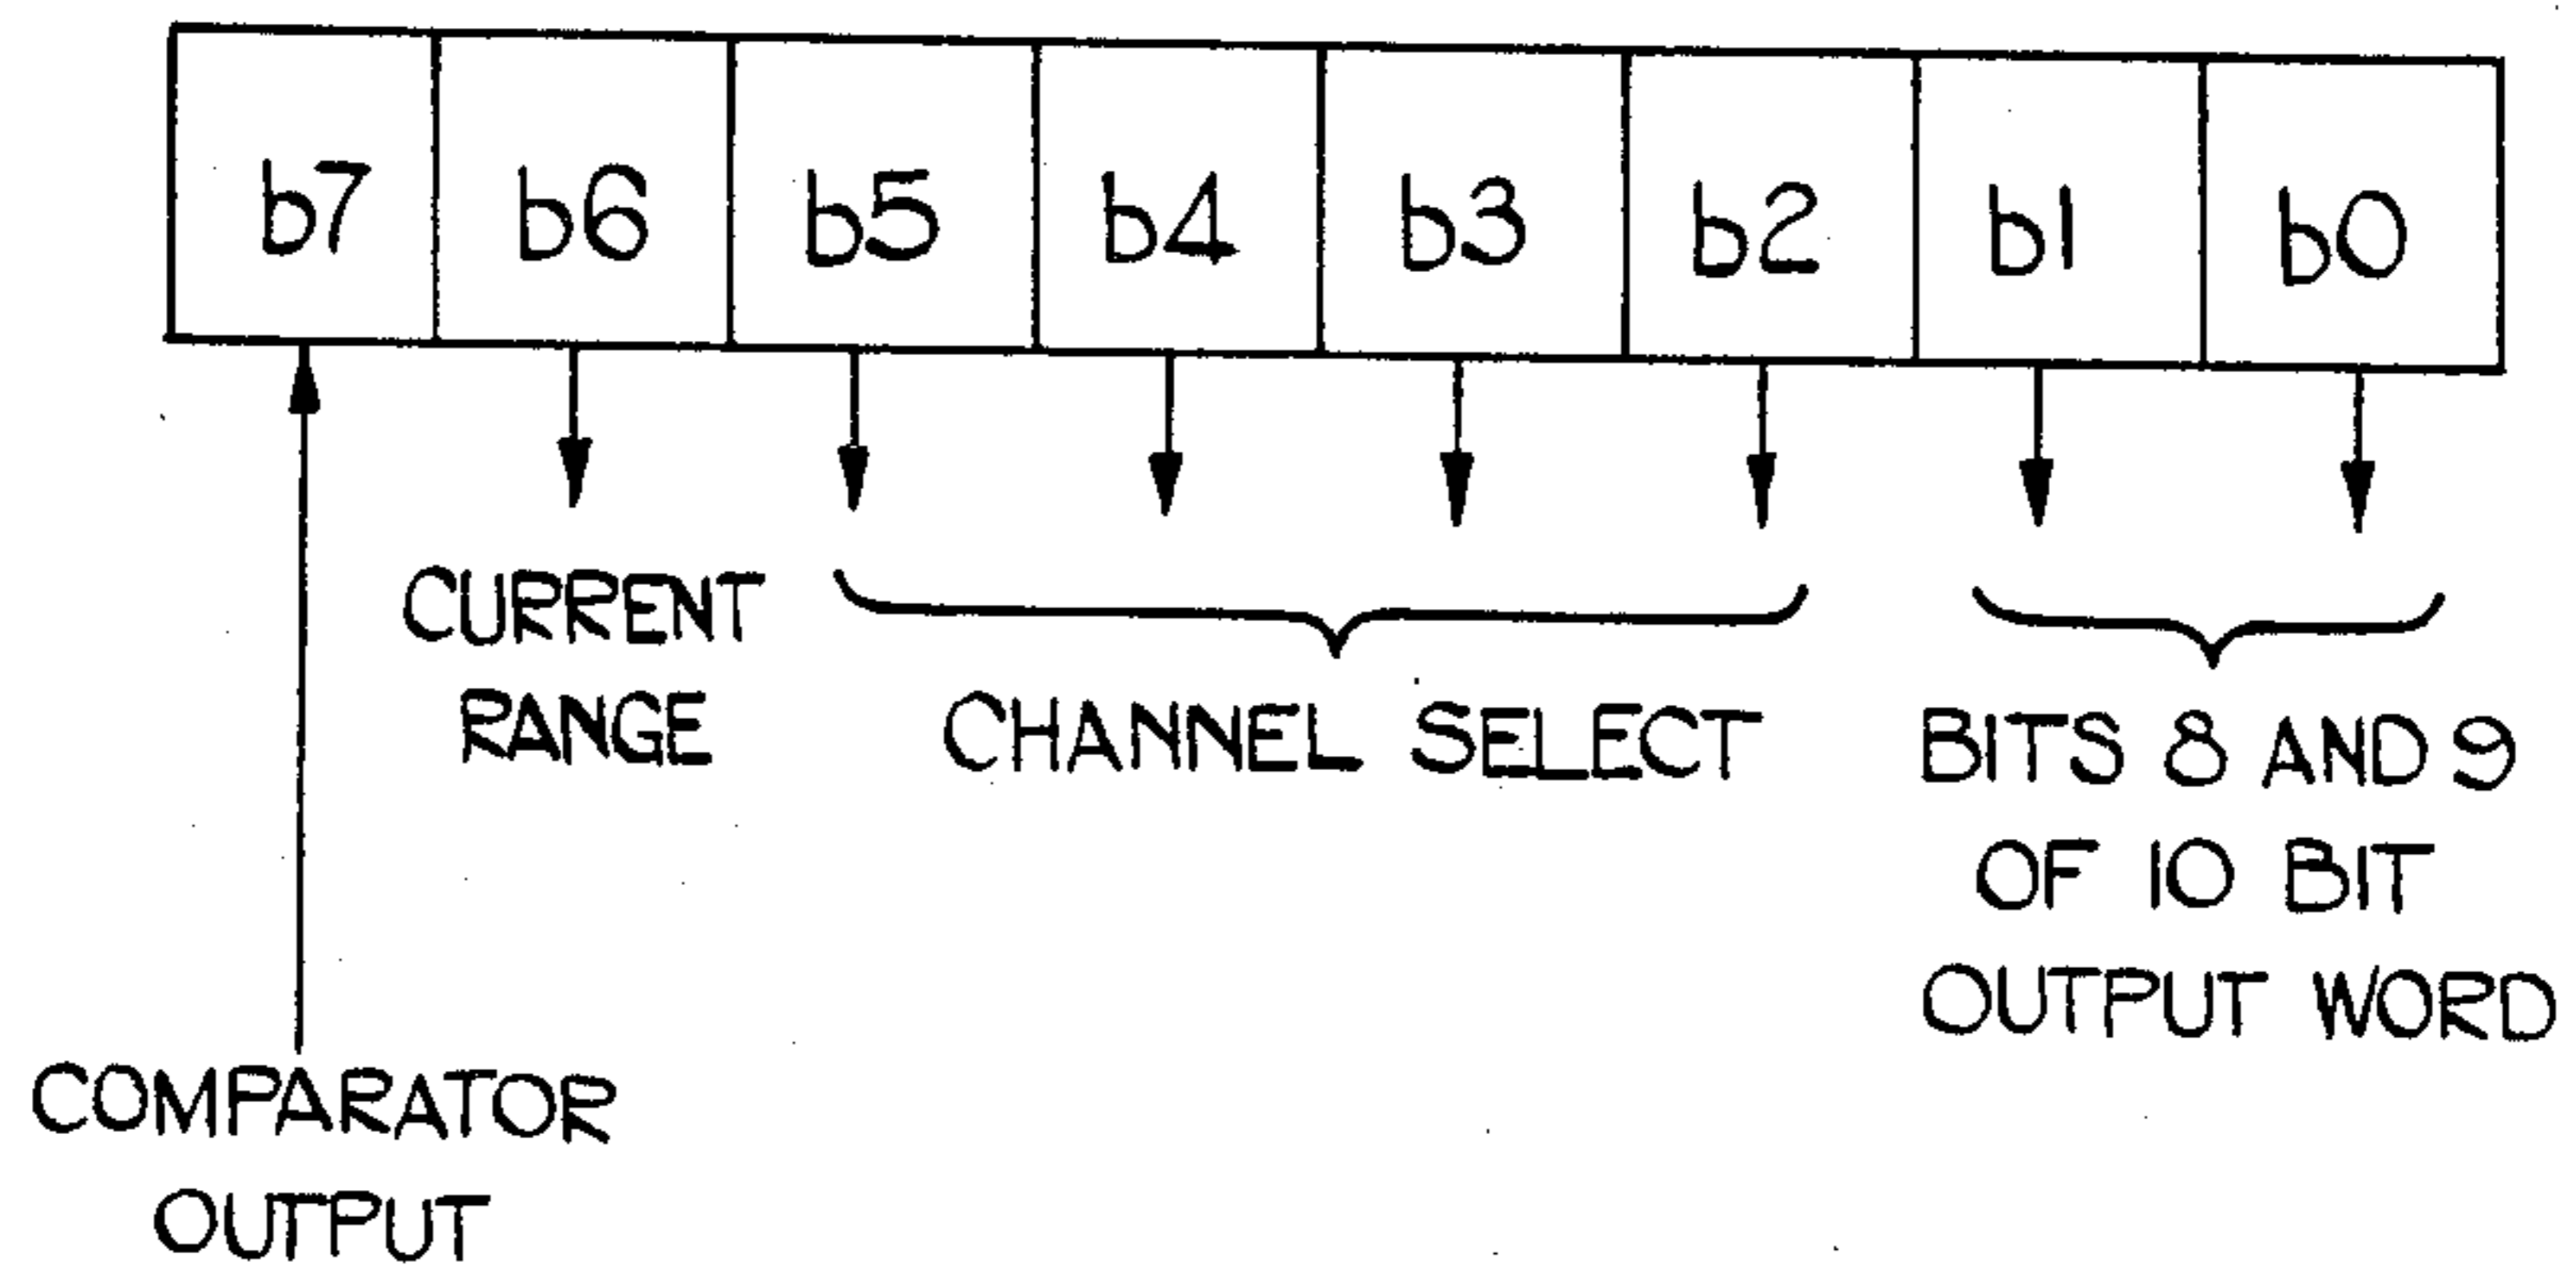 b7 b6 b5 b4 b3 b2 b1 b0
CURRENT
RANGE
CHANNEL SELECT
BITS 8 AND 9
OF 10 BIT
OUTPUT WORD
COMPARATOR
OUTPUT